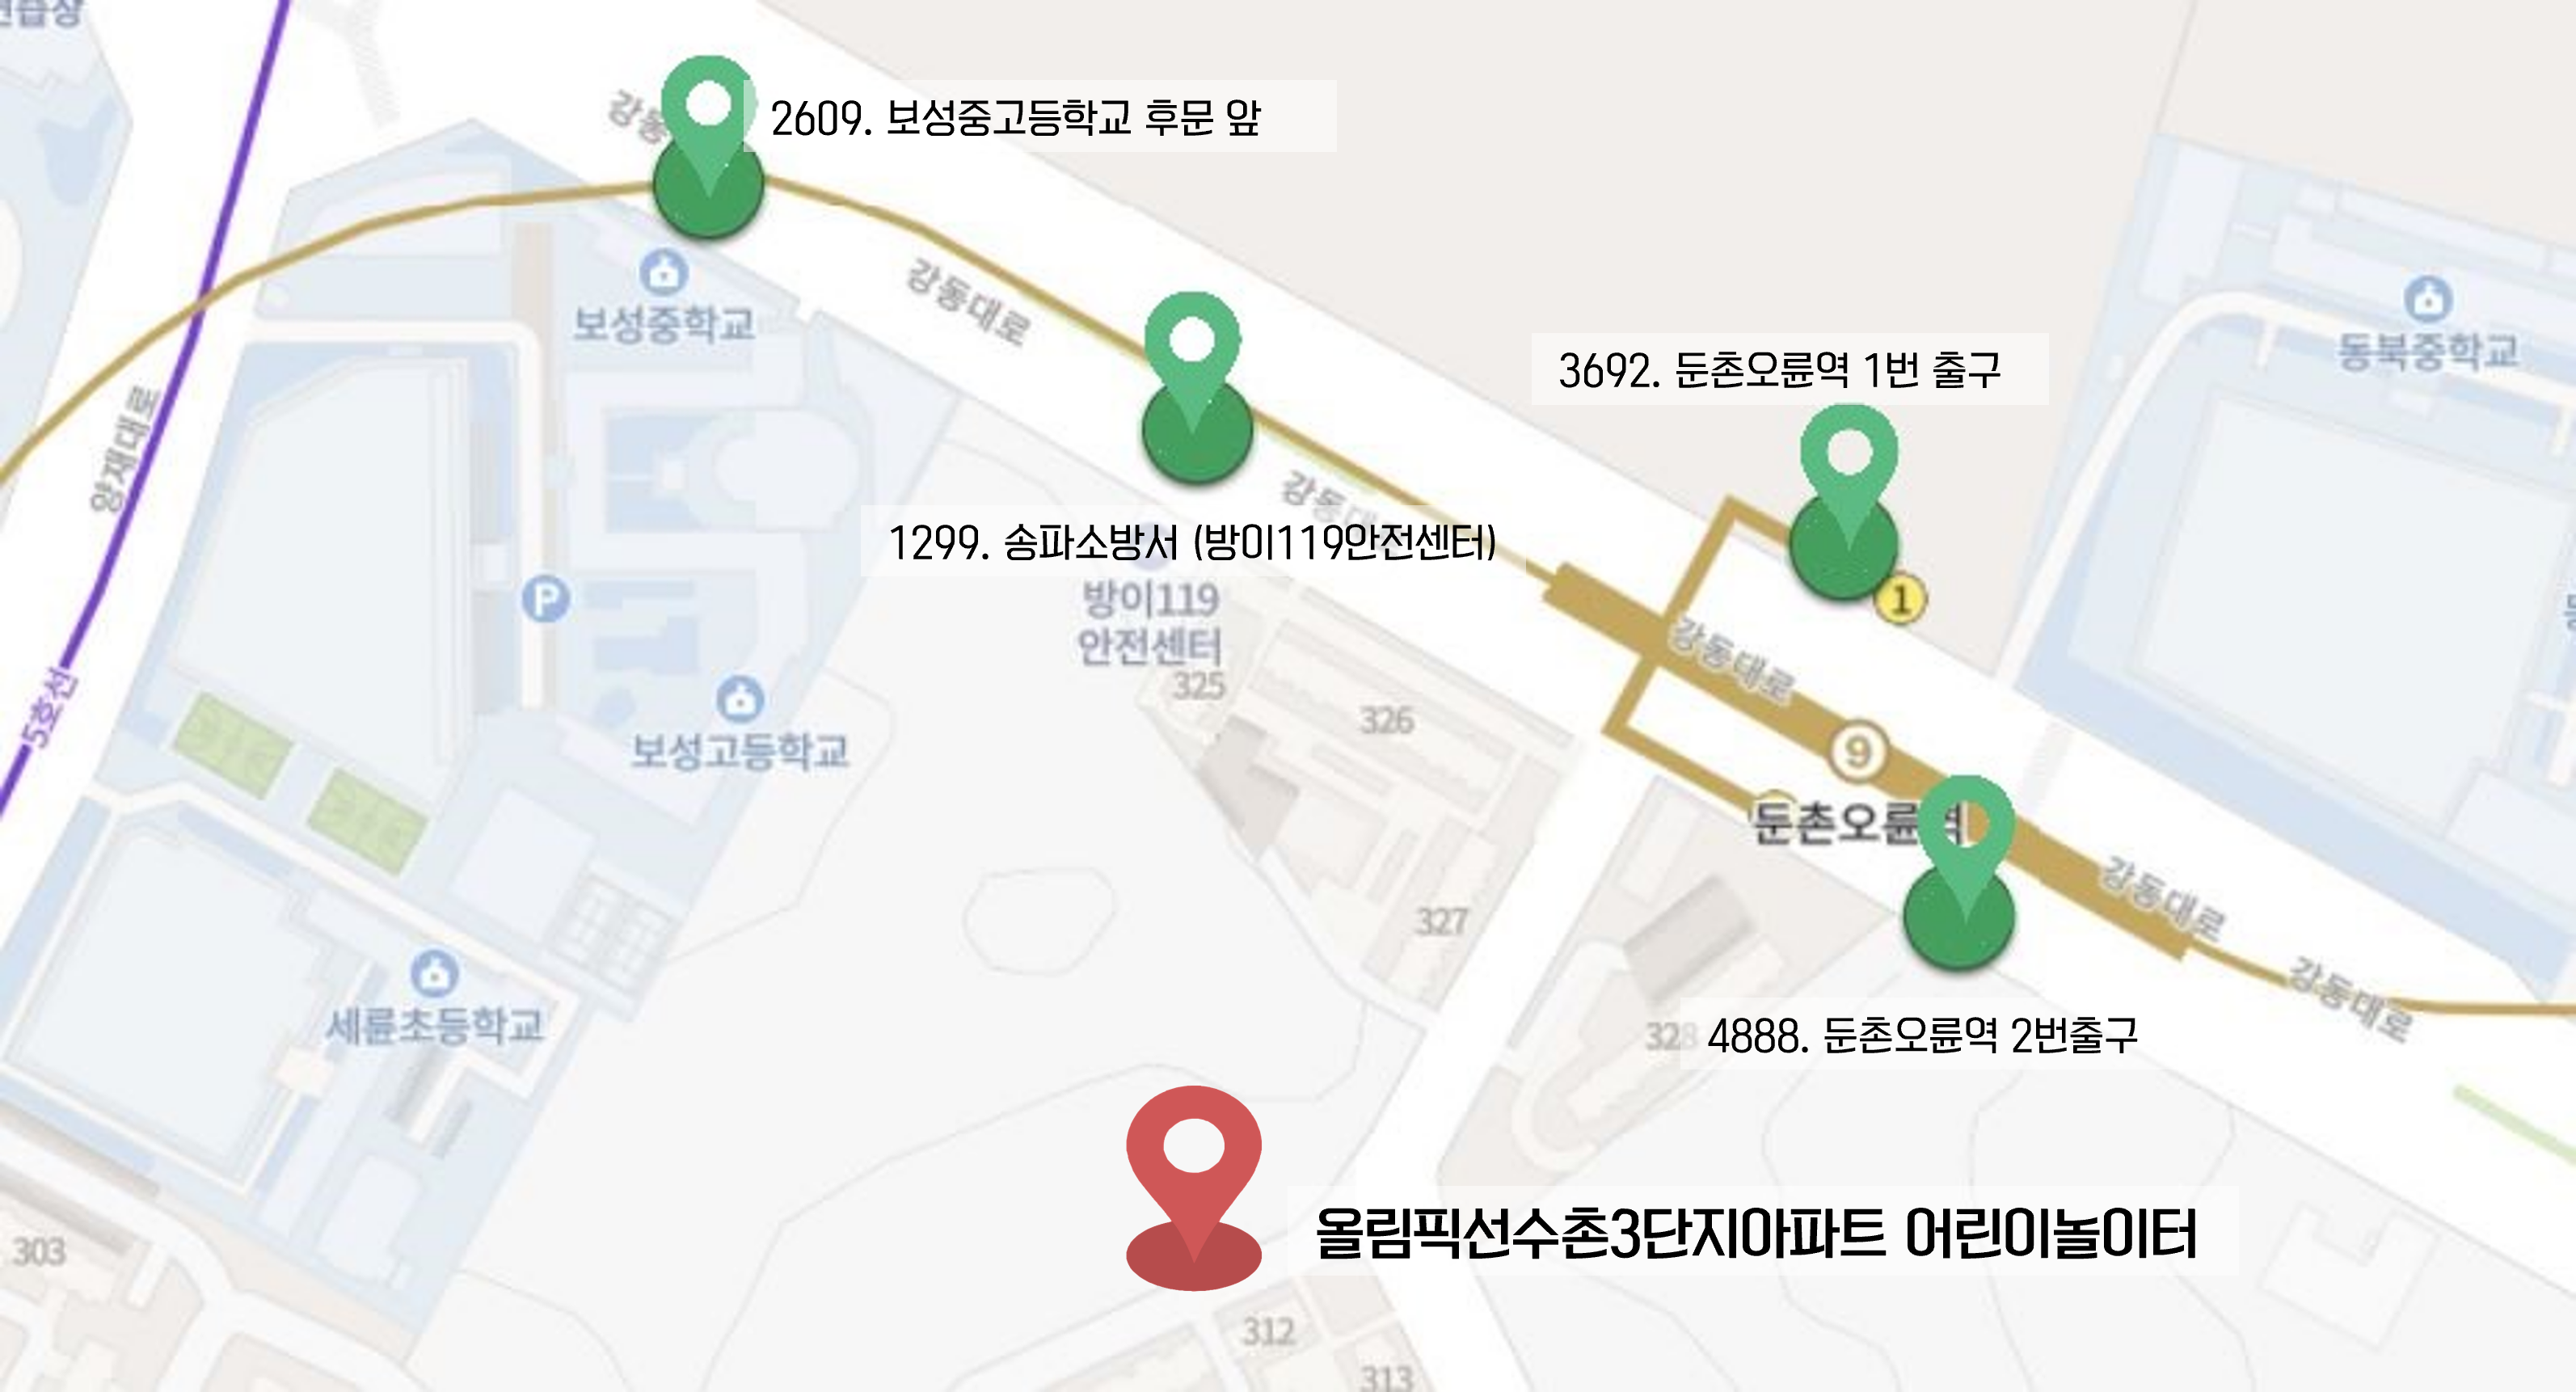 2609. 보성중고등학교 후문 앞
강동대로
보성중학교
3692. 둔촌오륜역 1번 출구
동북중학교
양재대로
1299. 송파소방서 (방이119안전센터)
방이119
안전센터
P
1
325
326
강동대로
5호선
보성고등학교
9
둔촌오륜역
327
강동대로
세륜초등학교
강동대로
328
4888. 둔촌오륜역 2번출구
올림픽선수촌3단지아파트 어린이놀이터
303
312
313